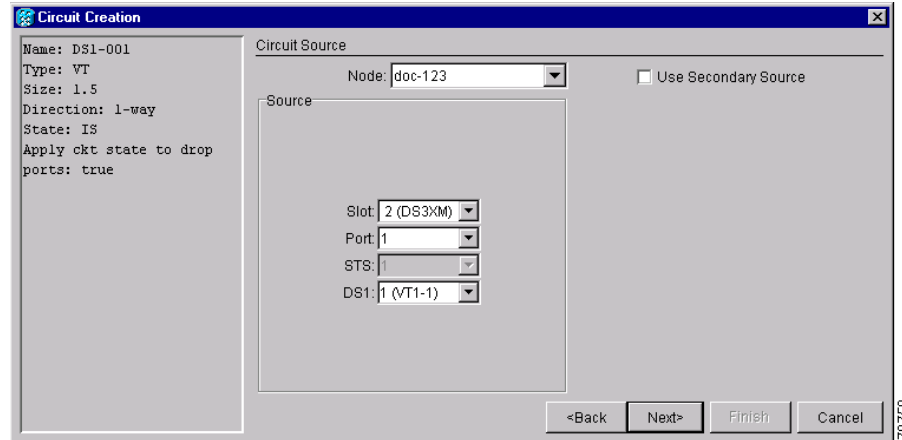 Circuit Creation
Name: DS1-001
Type: VT
Size: 1.5
Direction: 1-way
State: IS
Apply ckt state to drop
ports: true
Circuit Source
Node: doc-123
Use Secondary Source
Source
Slot: 2 (DS3XM)
Port: 1
STS: 1
DS1: 1 (VT1-1)
<Back
Next>
Finish
Cancel